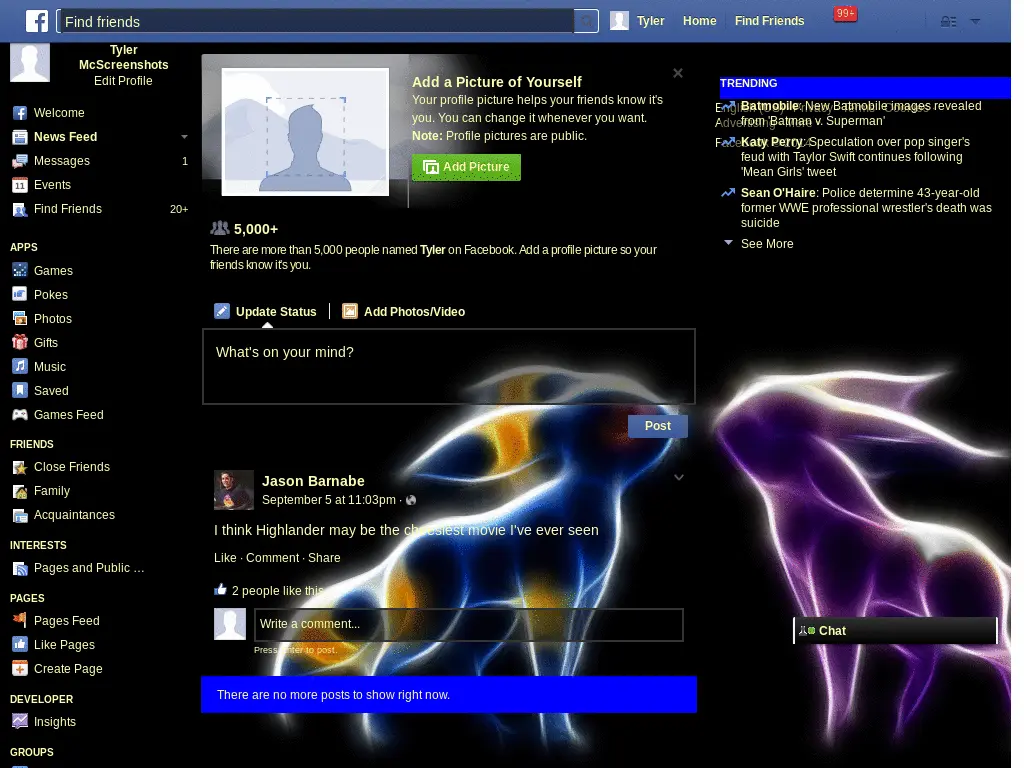 Find friends
Tyler
Home
Find Friends
99+
Tyler
McScreenshots
Edit Profile
Welcome
News Feed
Messages 1
Events
Find Friends 20+
APPS
Games
Pokes
Photos
Gifts
Music
Saved
Games Feed
FRIENDS
Close Friends
Family
Acquaintances
INTERESTS
Pages and Public ...
PAGES
Pages Feed
Like Pages
Create Page
DEVELOPER
Insights
GROUPS
Add a Picture of Yourself
Your profile picture helps your friends know it's
you. You can change it whenever you want.
Note: Profile pictures are public.
Add Picture
5,000+
There are more than 5,000 people named Tyler on Facebook. Add a profile picture so your
friends know it's you.
Update Status
Add Photos/Video
What's on your mind?
Post
Jason Barnabe
September 5 at 11:03pm ·
I think Highlander may be the cheesiest movie I've ever seen
Like · Comment · Share
2 people like this
Write a comment...
Press Enter to post.
There are no more posts to show right now.
TRENDING
Batmobile: New Batmobile images revealed
from 'Batman v. Superman'
Katy Perry: Speculation over pop singer's
feud with Taylor Swift continues following
'Mean Girls' tweet
Sean O'Haire: Police determine 43-year-old
former WWE professional wrestler's death was
suicide
See More
Chat